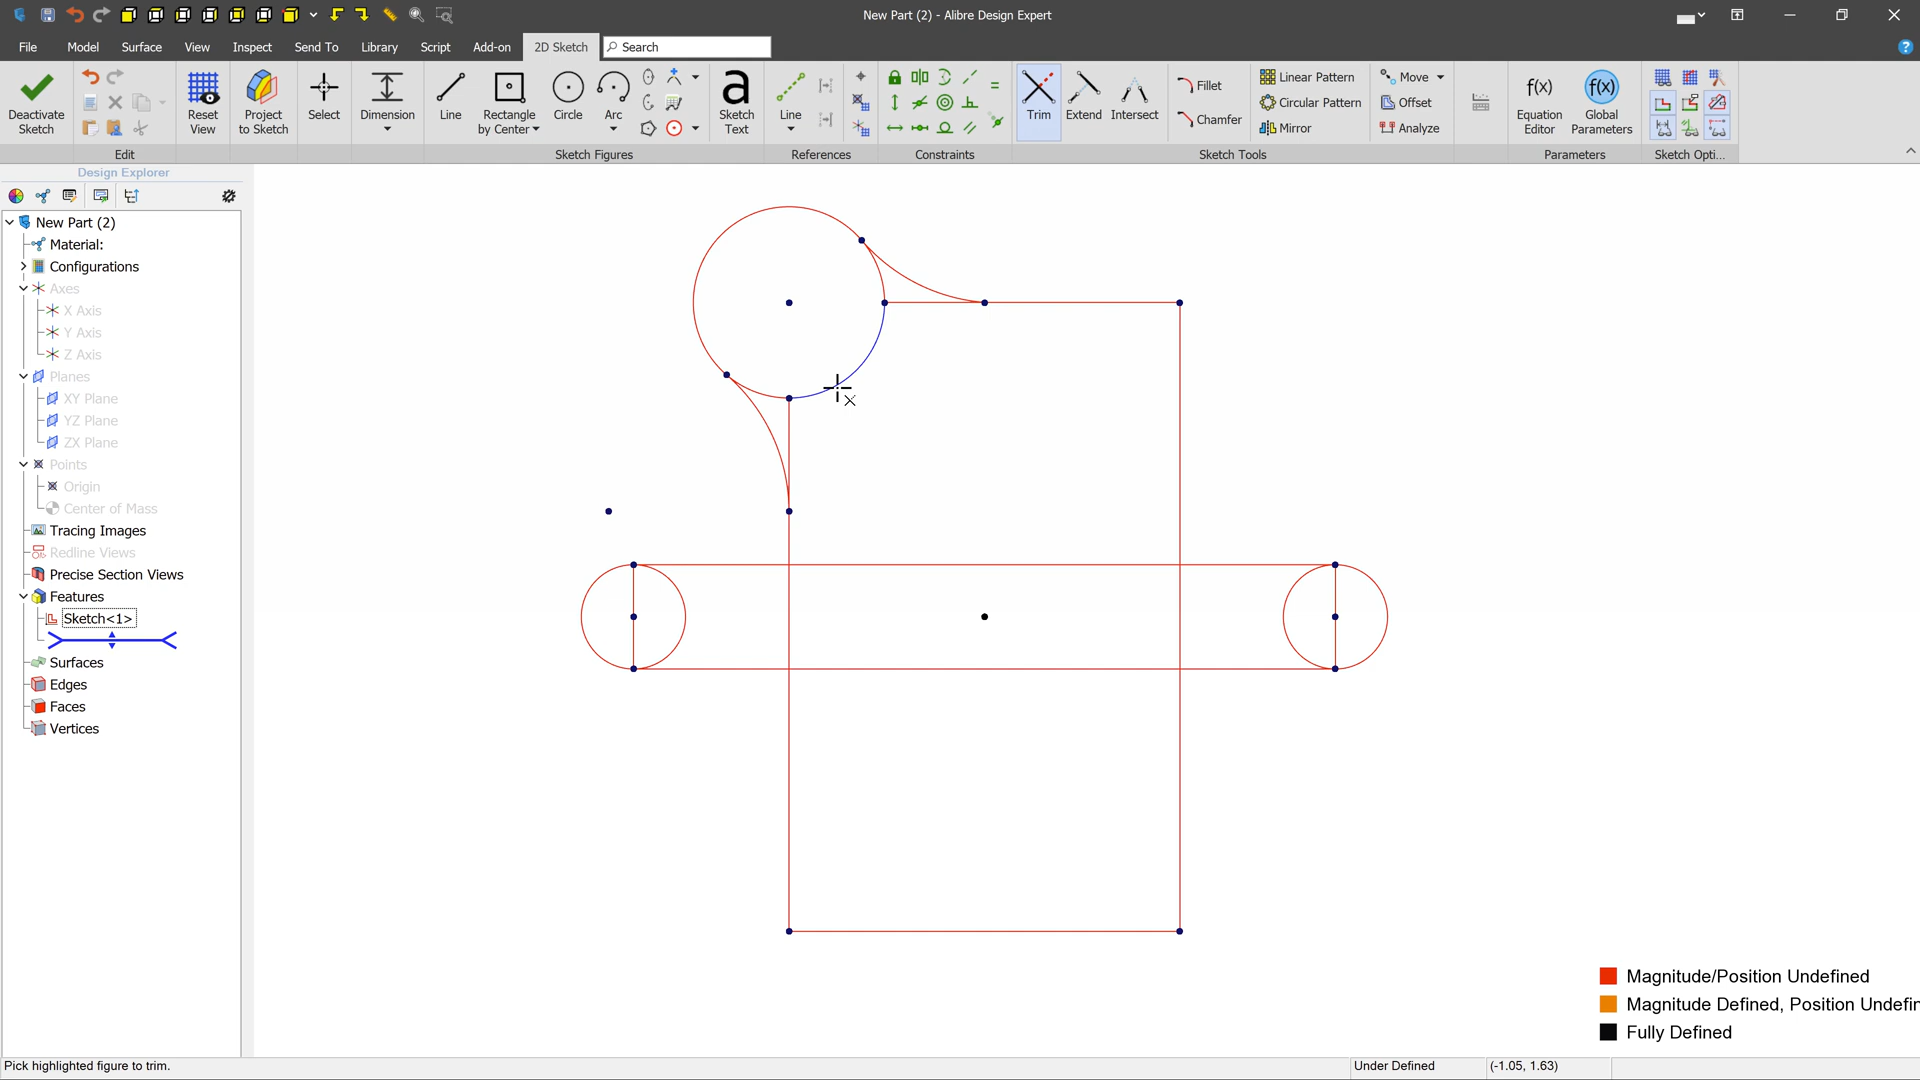 New Part (2) - Alibre Design Expert
File Model Surface View Inspect Send To Library Script Add-on 2D Sketch Search
Deactivate Sketch
Reset View
Project to Sketch
Select
Dimension
Line
Rectangle by Center
Circle
Arc
a
Sketch Text
Line
Trim
Extend
Intersect
Fillet
Chamfer
Linear Pattern
Circular Pattern
Mirror
Move
Offset
Analyze
f(x)
Equation Editor
f(x)
Global Parameters
Edit
Sketch Figures
References
Constraints
Sketch Tools
Parameters
Sketch Opti...
Design Explorer
New Part (2)
Material:
Configurations
Axes
X Axis
Y Axis
Z Axis
Planes
XY Plane
YZ Plane
ZX Plane
Points
Origin
Center of Mass
Tracing Images
Redline Views
Precise Section Views
Features
Sketch<1>
Surfaces
Edges
Faces
Vertices
Magnitude/Position Undefined
Magnitude Defined, Position Undefin
Fully Defined
Pick highlighted figure to trim.
Under Defined
(-1.05, 1.63)